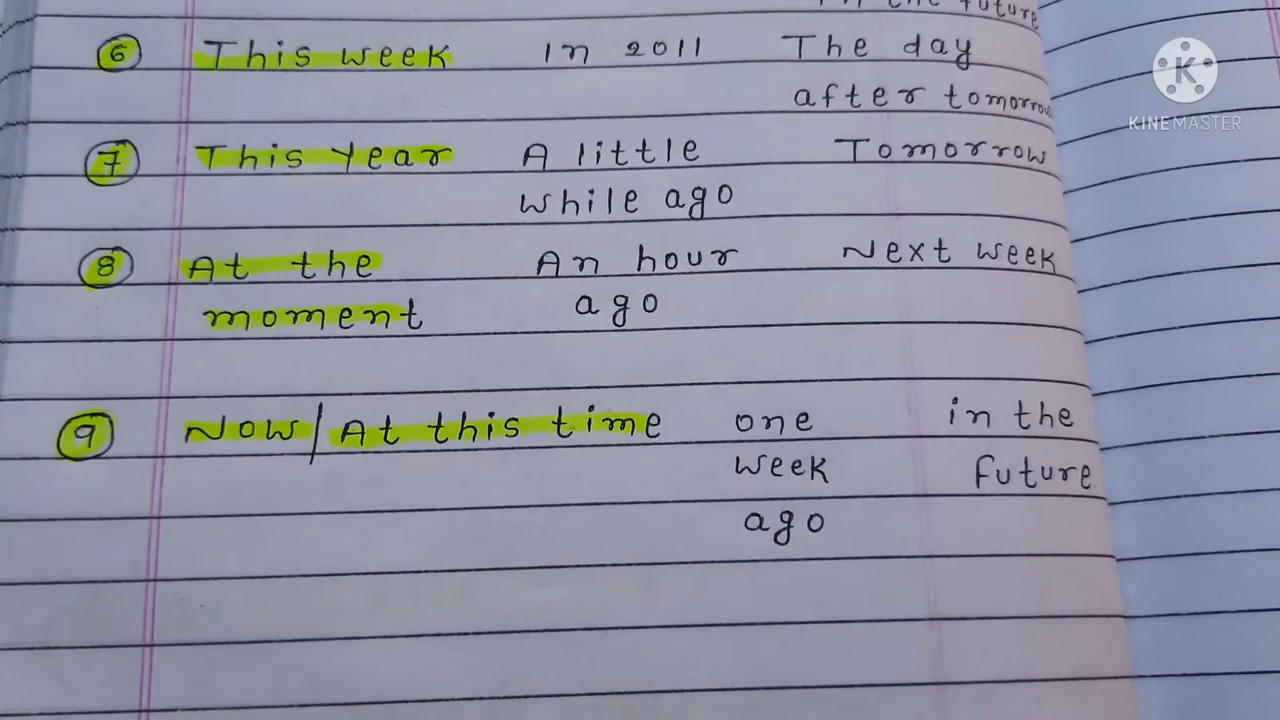 in the future
6 This week In 2011 The day
after tomorrow
7 This Year A little Tomorrow
while ago
8 At the An hour Next week
moment ago
9 Now/At this time one in the
week future
ago
KINEMASTER